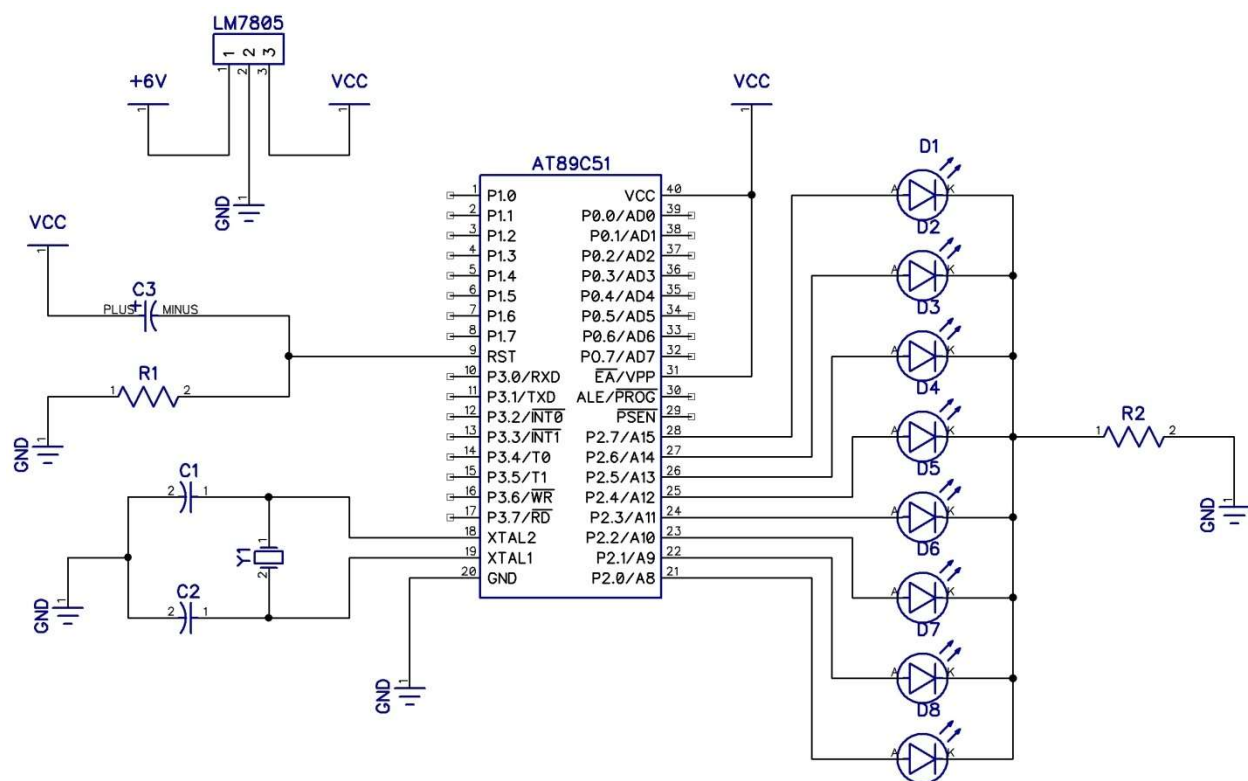 LM7805
1 2 3
1 2 3
+6V
1
VCC
1
GND
1
VCC
1
C3
PLUS + MINUS
R1
1 2
GND
1
C1
2 1
Y1
1
2
C2
2 1
GND
1
GND
1
VCC
1
AT89C51
1 P1.0 VCC 40
2 P1.1 P0.0/AD0 39
3 P1.2 P0.1/AD1 38
4 P1.3 P0.2/AD2 37
5 P1.4 P0.3/AD3 36
6 P1.5 P0.4/AD4 35
7 P1.6 P0.5/AD5 34
8 P1.7 P0.6/AD6 33
9 RST P0.7/AD7 32
10 P3.0/RXD EA/VPP 31
11 P3.1/TXD ALE/PROG 30
12 P3.2/INT0 PSEN 29
13 P3.3/INT1 P2.7/A15 28
14 P3.4/T0 P2.6/A14 27
15 P3.5/T1 P2.5/A13 26
16 P3.6/WR P2.4/A12 25
17 P3.7/RD P2.3/A11 24
18 XTAL2 P2.2/A10 23
19 XTAL1 P2.1/A9 22
20 GND P2.0/A8 21
D1
A K
D2
A K
D3
A K
D4
A K
D5
A K
D6
A K
D7
A K
D8
A K
R2
1 2
GND
1